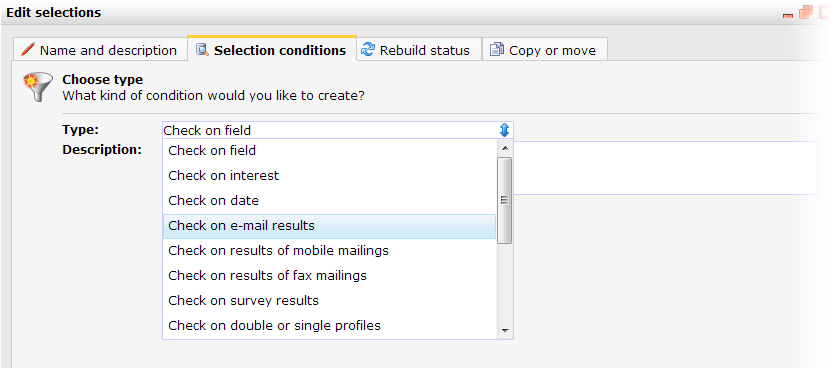 Edit selections
Name and description
Selection conditions
Rebuild status
Copy or move
Choose type
What kind of condition would you like to create?
Type:
Check on field
Description:
Check on field
Check on interest
Check on date
Check on e-mail results
Check on results of mobile mailings
Check on results of fax mailings
Check on survey results
Check on double or single profiles